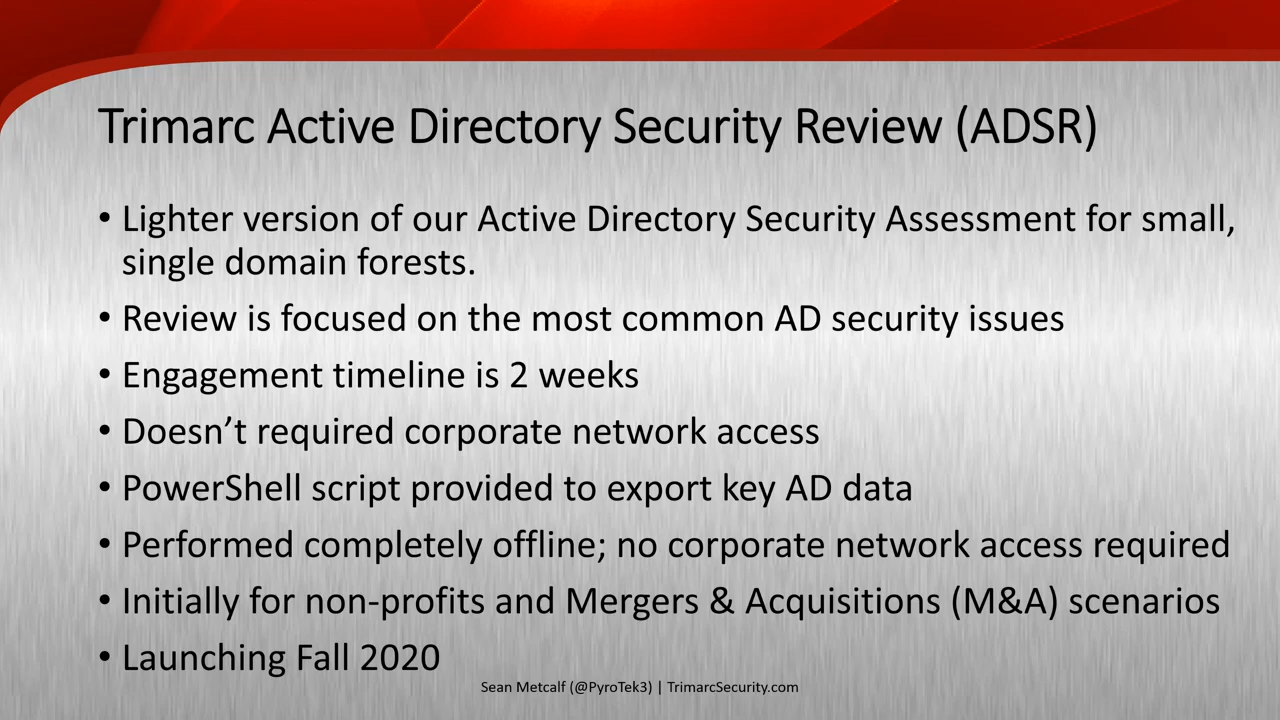 Trimarc Active Directory Security Review (ADSR)
• Lighter version of our Active Directory Security Assessment for small,
single domain forests.
• Review is focused on the most common AD security issues
• Engagement timeline is 2 weeks
• Doesn’t required corporate network access
• PowerShell script provided to export key AD data
• Performed completely offline; no corporate network access required
• Initially for non-profits and Mergers & Acquisitions (M&A) scenarios
• Launching Fall 2020
Sean Metcalf (@PyroTek3) | TrimarcSecurity.com